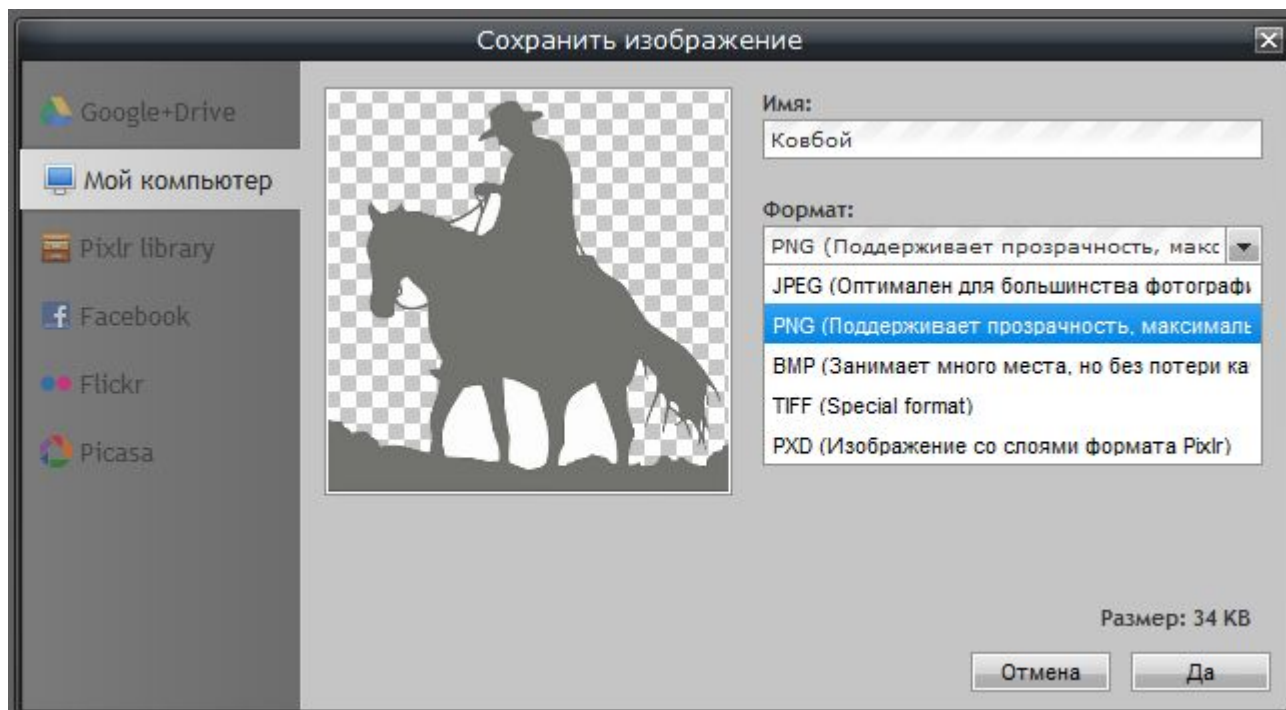 Сохранить изображение
Google+Drive
Мой компьютер
Pixlr library
Facebook
Flickr
Picasa
Имя:
Ковбой
Формат:
PNG (Поддерживает прозрачность, макс
JPEG (Оптимален для большинства фотографи
PNG (Поддерживает прозрачность, максималь
BMP (Занимает много места, но без потери ка
TIFF (Special format)
PXD (Изображение со слоями формата Pixlr)
Размер: 34 KB
Отмена
Да